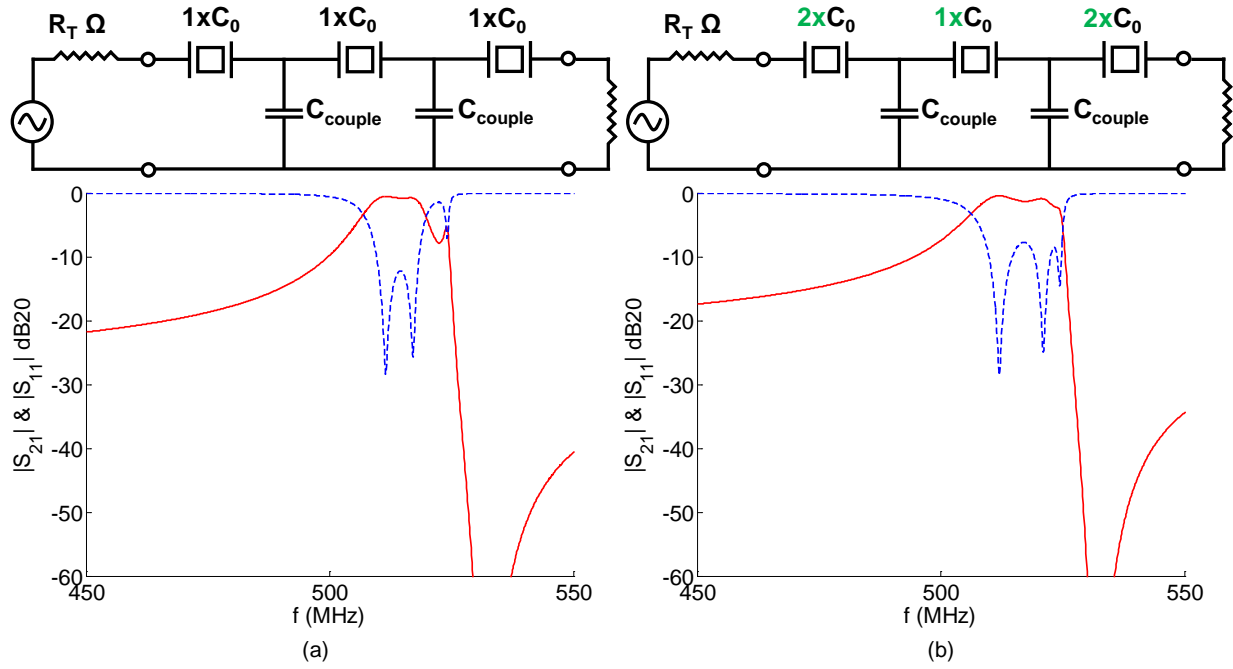 R_T Ω
1xC_0
1xC_0
1xC_0
C_couple
C_couple
0
-10
-20
-30
-40
-50
-60
|S_21| & |S_11| dB20
450
500
550
f (MHz)
(a)
R_T Ω
2xC_0
1xC_0
2xC_0
C_couple
C_couple
0
-10
-20
-30
-40
-50
-60
|S_21| & |S_11| dB20
450
500
550
f (MHz)
(b)